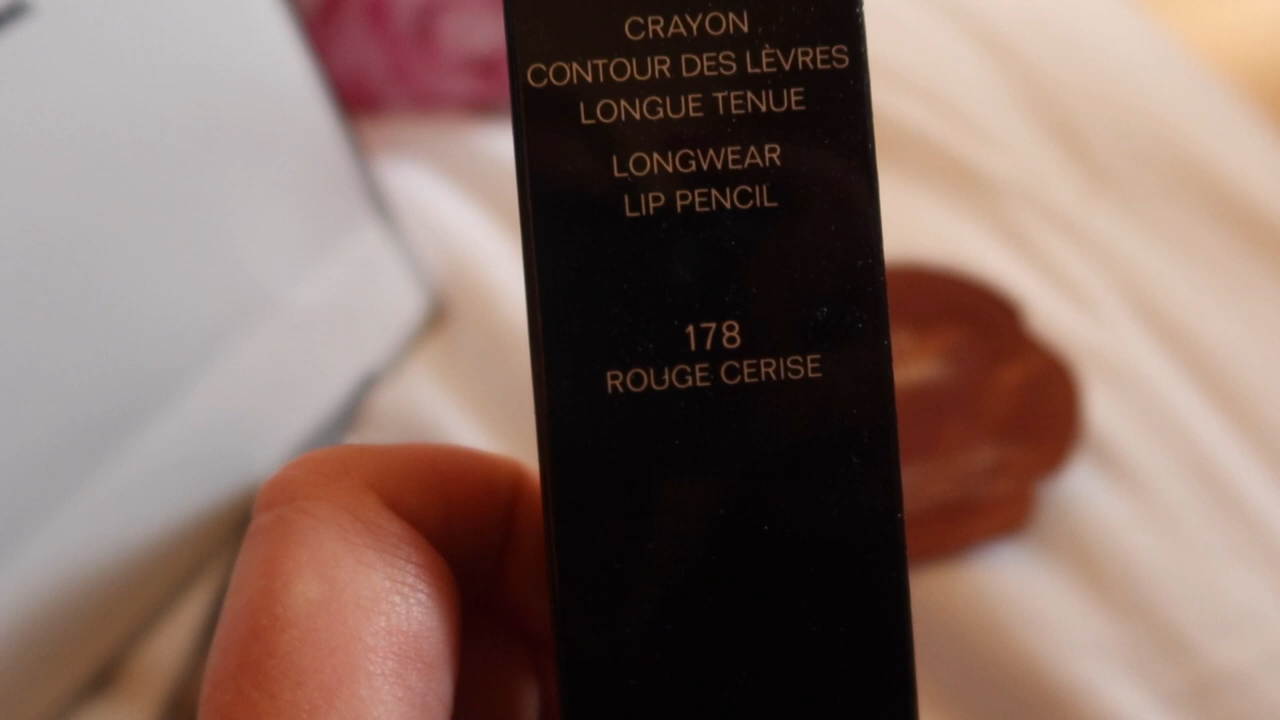 CRAYON
CONTOUR DES LÈVRES
LONGUE TENUE
LONGWEAR
LIP PENCIL
178
ROUGE CERISE